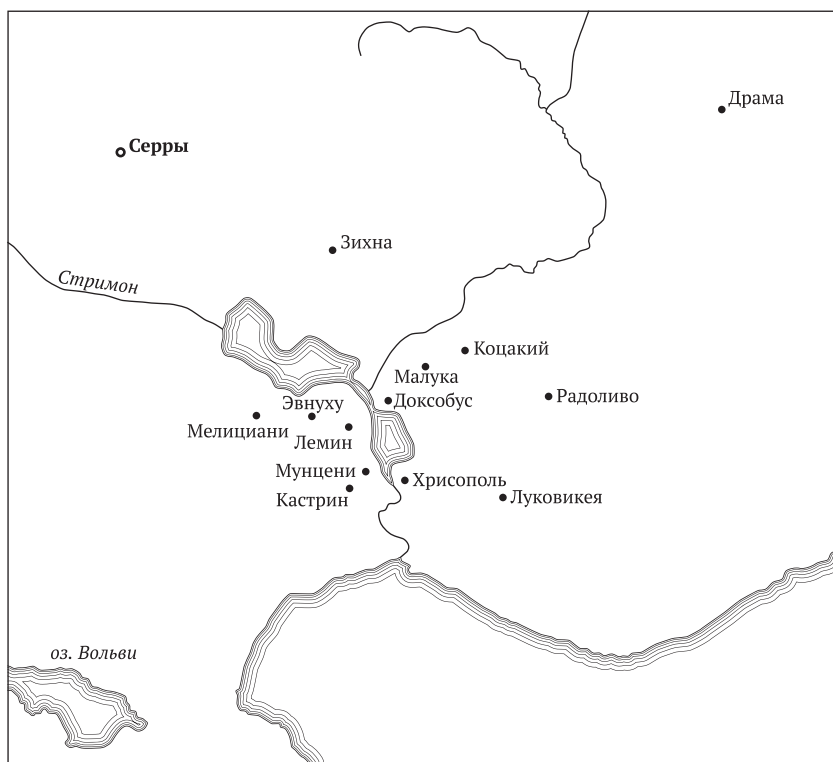 Драма
Серры
Зихна
Стримон
Коцакий
Малука
Радоливо
Эвнуху
Доксобус
Мелициани
Лемин
Мунцени
Хрисополь
Кастрин
Луковикея
оз. Вольви